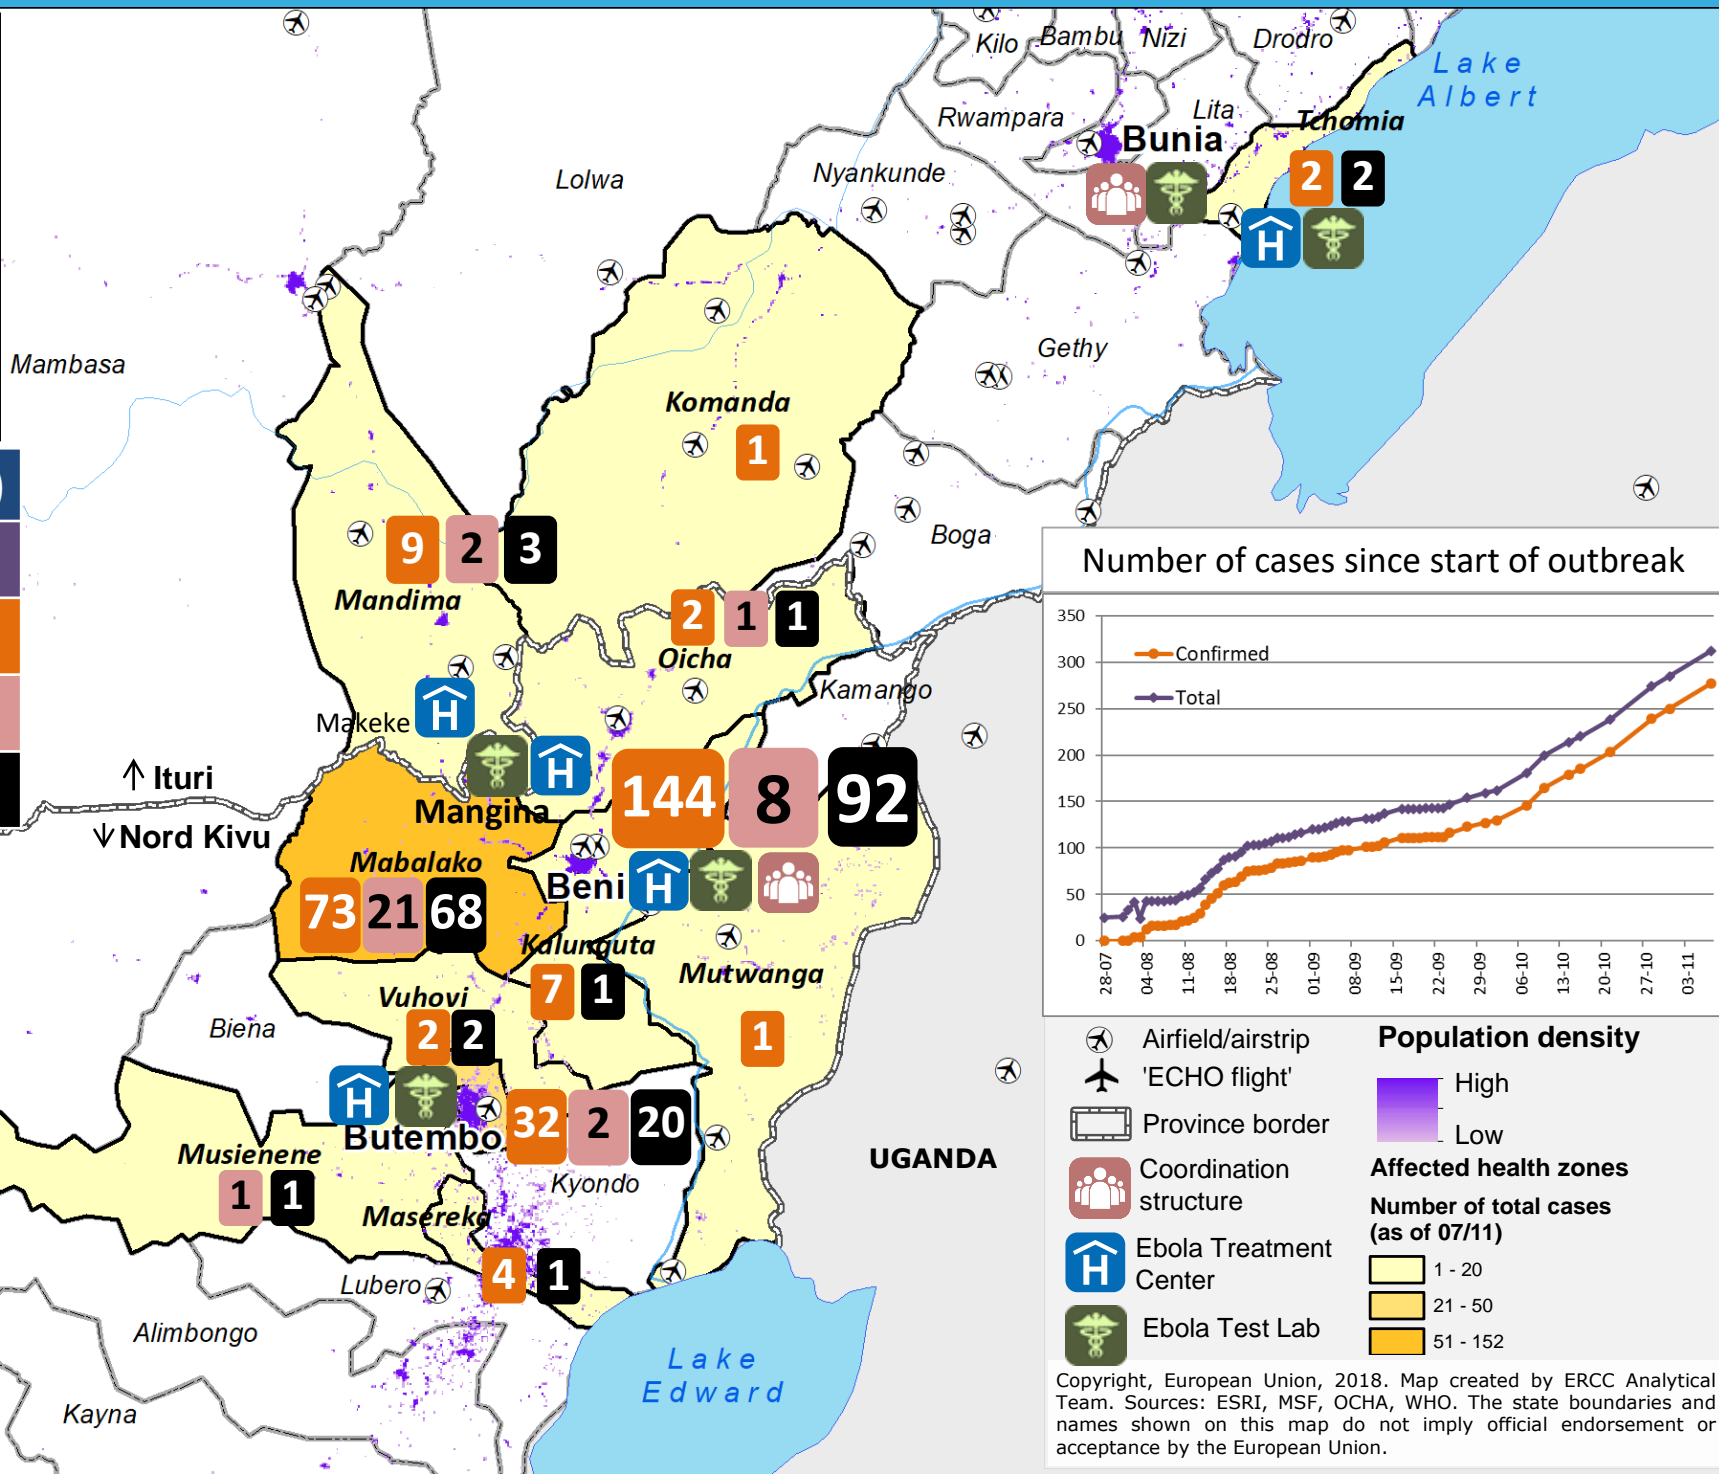 Kilo
Bambu
Nizi
Drodro
Lake
Albert
Rwampara
Lita
Tchomia
Bunia
2 2
Lolwa
Nyankunde
Mambasa
Gethy
Komanda
1
Boga
9 2 3
Mandima
2 1 1
Oicha
Kamango
Makeke
↑ Ituri
↓ Nord Kivu
Mangina
144 8 92
Mabalako
73 21 68
Beni
Kalunguta
7 1
Mutwanga
1
Vuhovi
2 2
Biena
Butembo
32 2 20
Musienene
1 1
Kyondo
Masereka
4 1
UGANDA
Lubero
Alimbongo
Lake
Edward
Kayna
Number of cases since start of outbreak
350
300
250
200
150
100
50
0
Confirmed
Total
28-07
04-08
11-08
18-08
25-08
01-09
08-09
15-09
22-09
29-09
06-10
13-10
20-10
27-10
03-11
Airfield/airstrip
'ECHO flight'
Province border
Coordination
structure
Ebola Treatment
Center
Ebola Test Lab
Population density
High
Low
Affected health zones
Number of total cases
(as of 07/11)
1 - 20
21 - 50
51 - 152
Copyright, European Union, 2018. Map created by ERCC Analytical
Team. Sources: ESRI, MSF, OCHA, WHO. The state boundaries and
names shown on this map do not imply official endorsement or
acceptance by the European Union.